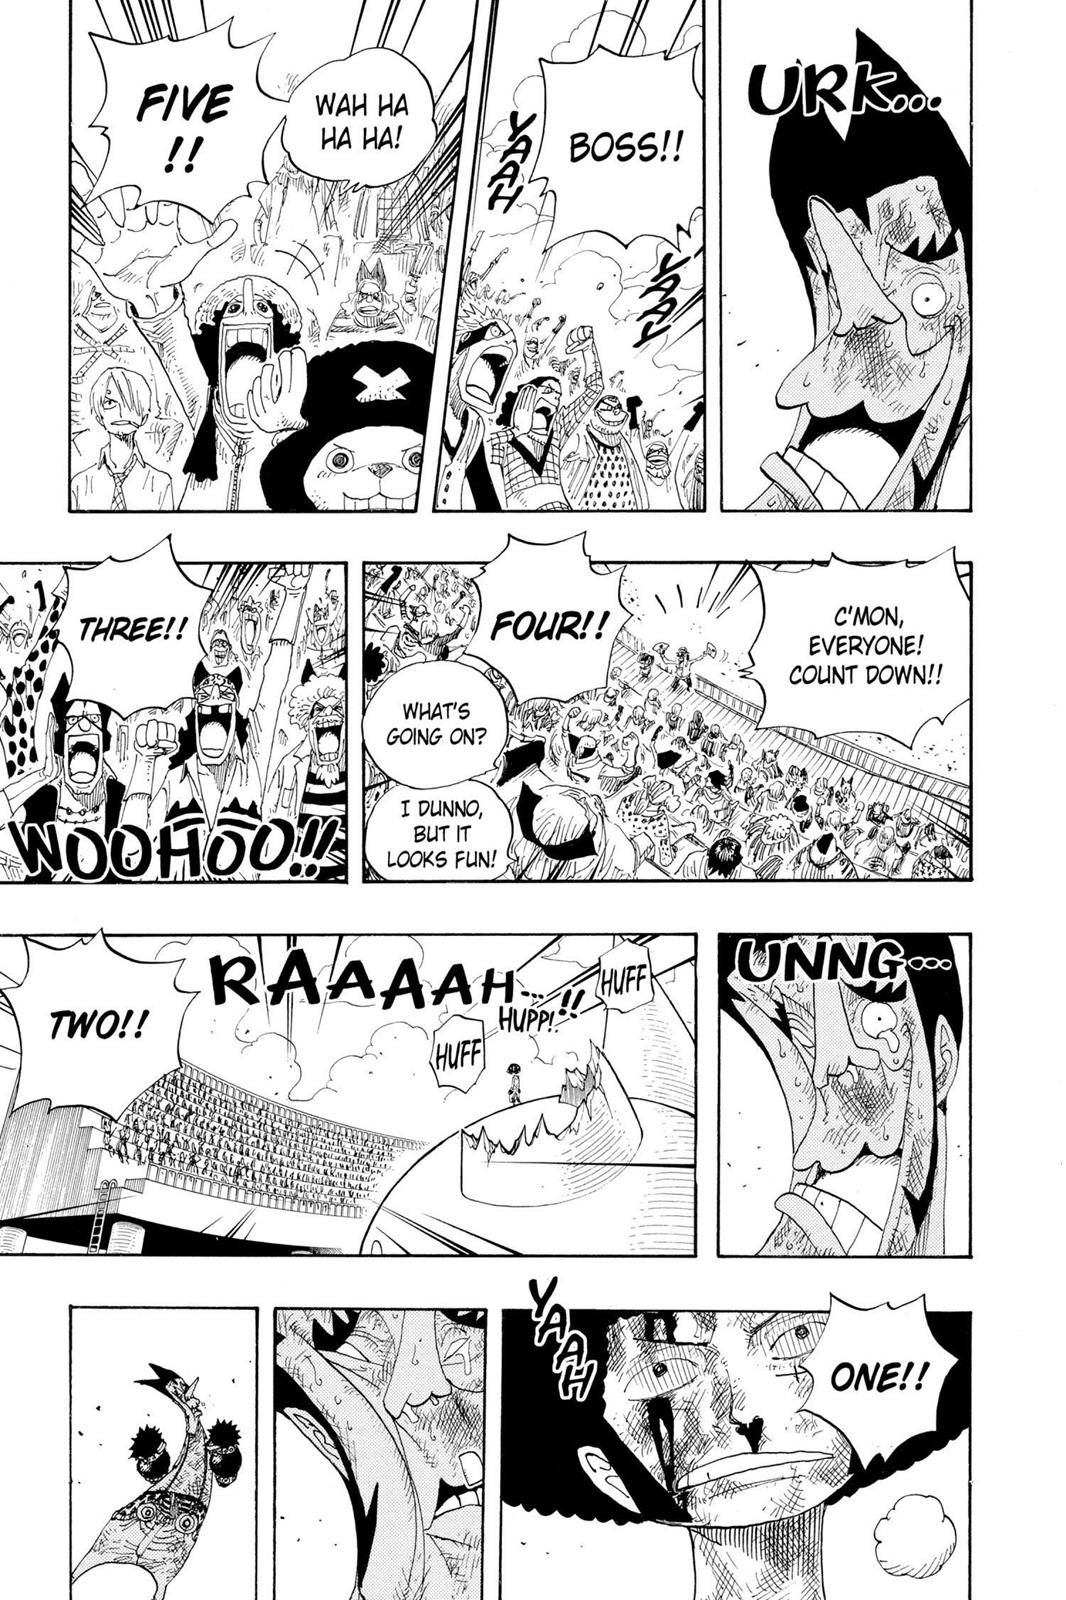 URK...
BOSS!!
YAAH
YAAH
WAH HA
HA HA!
FIVE
!!
C'MON,
EVERYONE!
COUNT DOWN!!
FOUR!!
WHAT'S
GOING ON?
I DUNNO,
BUT IT
LOOKS FUN!
THREE!!
WOOHOO!!
UNNG...
HUFF
HUPP!
!!
HUFF
RAAAAH...
TWO!!
ONE!!
YAAH